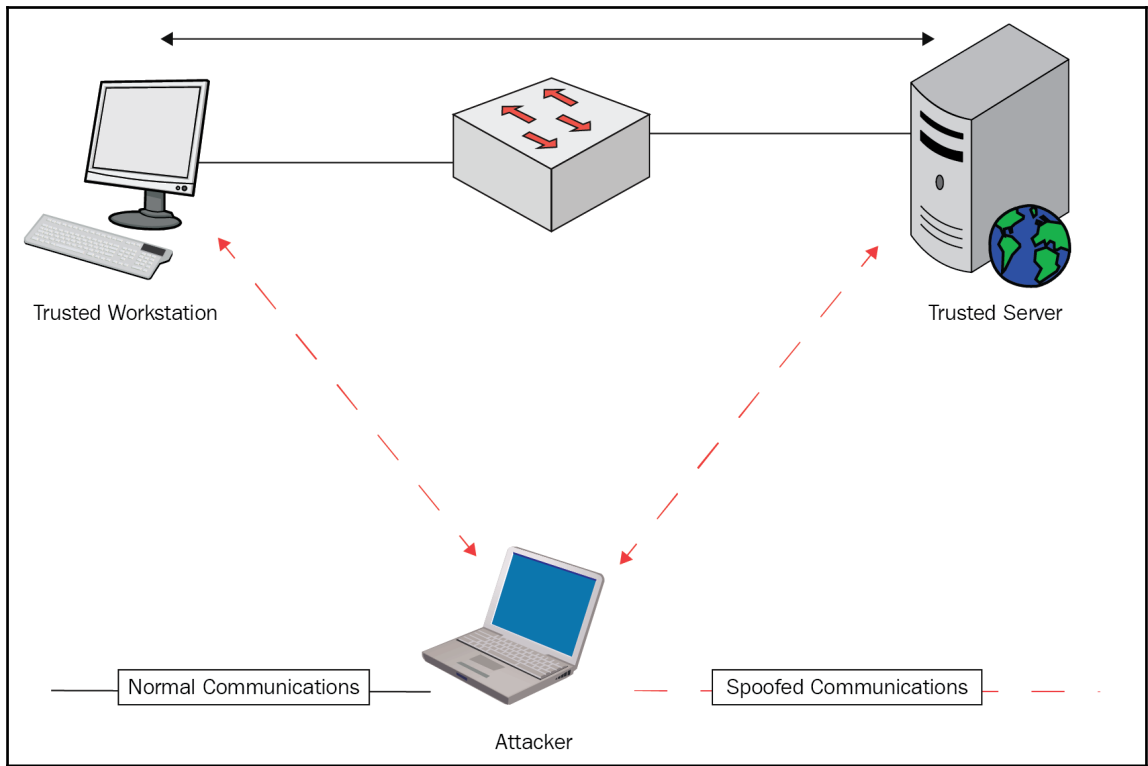 Trusted Workstation
Trusted Server
Normal Communications
Spoofed Communications
Attacker